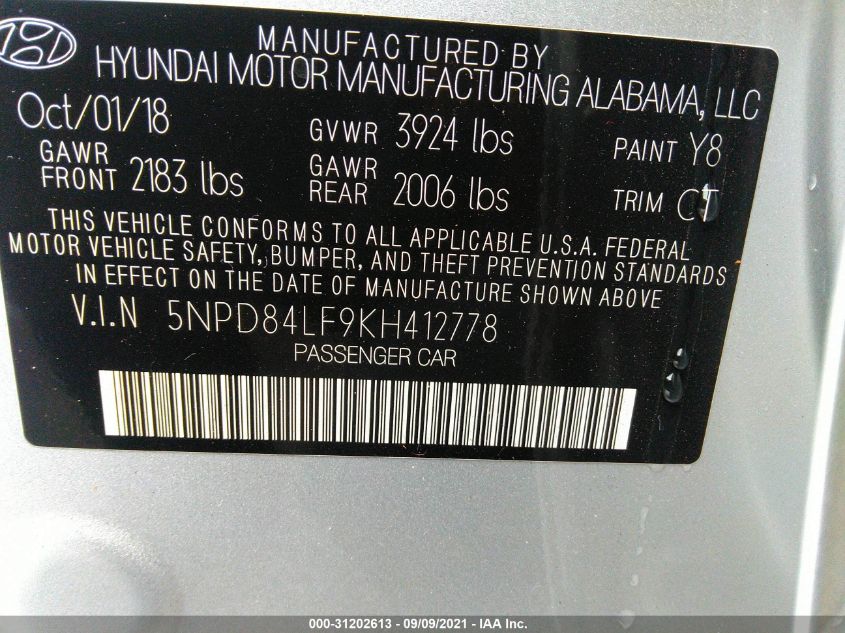 MANUFACTURED BY
HYUNDAI MOTOR MANUFACTURING ALABAMA, LLC
Oct/01/18 GVWR 3924 lbs PAINT Y8
GAWR FRONT 2183 lbs GAWR REAR 2006 lbs TRIM
THIS VEHICLE CONFORMS TO ALL APPLICABLE U.S.A. FEDERAL
MOTOR VEHICLE SAFETY, BUMPER, AND THEFT PREVENTION STANDARDS
IN EFFECT ON THE DATE OF MANUFACTURE SHOWN ABOVE
V.I.N 5NPD84LF9KH412778
PASSENGER CAR
000-31202613 - 09/09/2021 - IAA Inc.